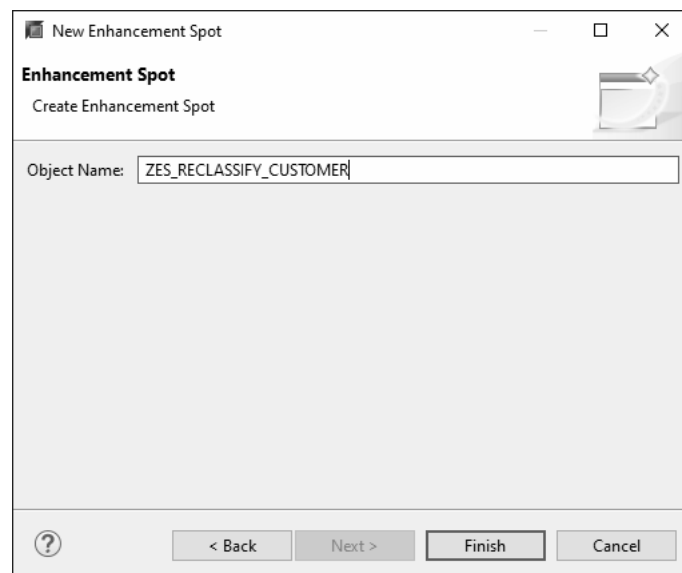 New Enhancement Spot
Enhancement Spot
Create Enhancement Spot
Object Name: ZES_RECLASSIFY_CUSTOMER
? < Back Next > Finish Cancel